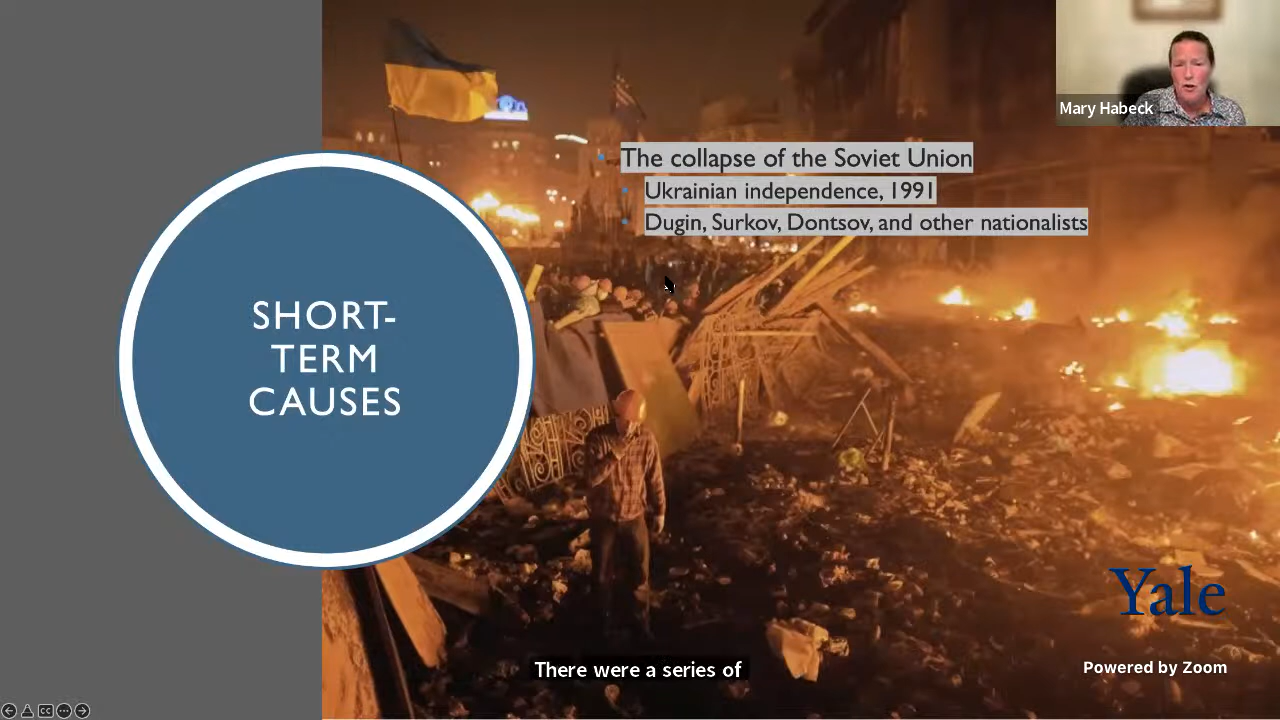 Mary Habeck
The collapse of the Soviet Union
Ukrainian independence, 1991
Dugin, Surkov, Dontsov, and other nationalists
SHORT-
TERM
CAUSES
Yale
There were a series of
Powered by Zoom